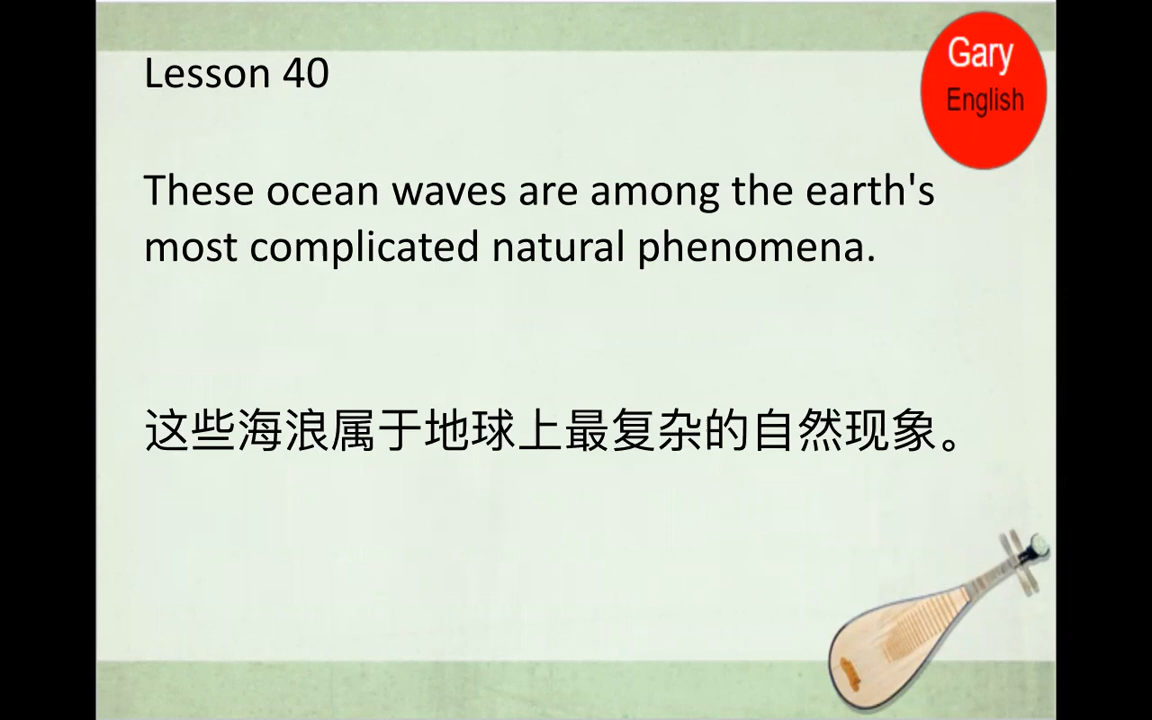 Lesson 40
Gary
English
These ocean waves are among the earth's
most complicated natural phenomena.
这些海浪属于地球上最复杂的自然现象。